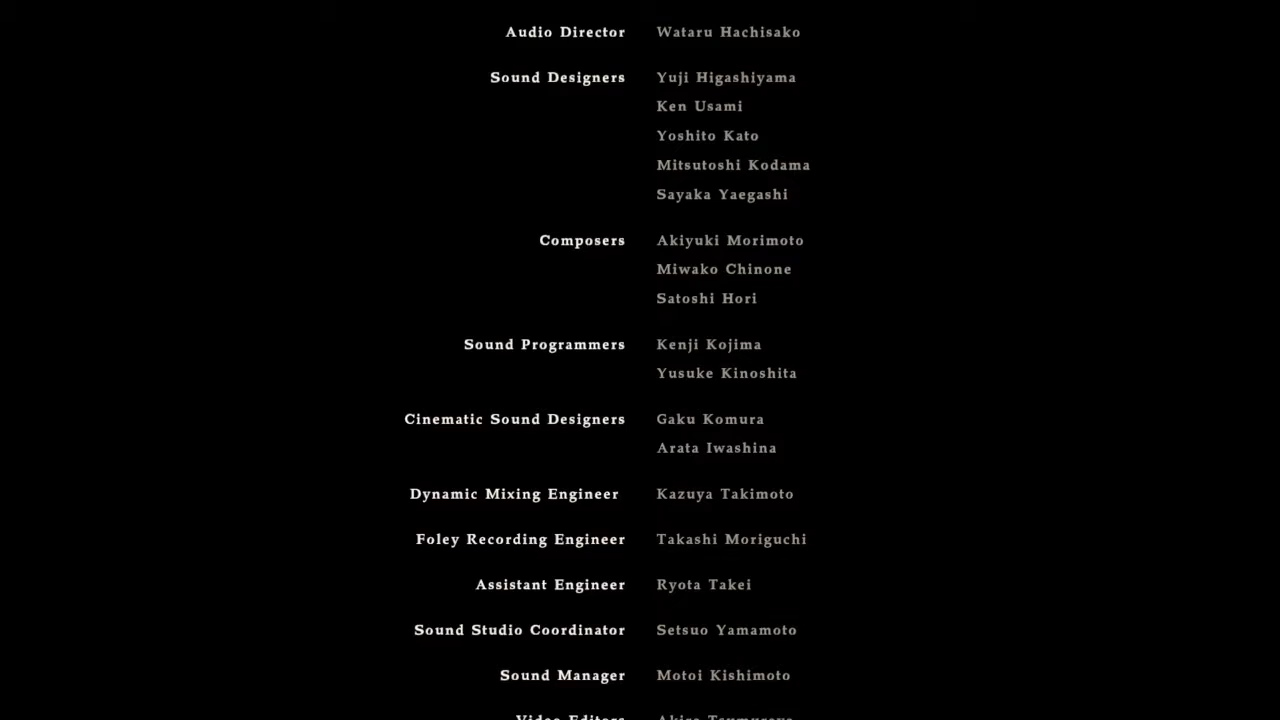 Audio Director Wataru Hachisako
Sound Designers Yuji Higashiyama
Ken Usami
Yoshito Kato
Mitsutoshi Kodama
Sayaka Yaegashi
Composers Akiyuki Morimoto
Miwako Chinone
Satoshi Hori
Sound Programmers Kenji Kojima
Yusuke Kinoshita
Cinematic Sound Designers Gaku Komura
Arata Iwashina
Dynamic Mixing Engineer Kazuya Takimoto
Foley Recording Engineer Takashi Moriguchi
Assistant Engineer Ryota Takei
Sound Studio Coordinator Setsuo Yamamoto
Sound Manager Motoi Kishimoto
Video Editors Akira